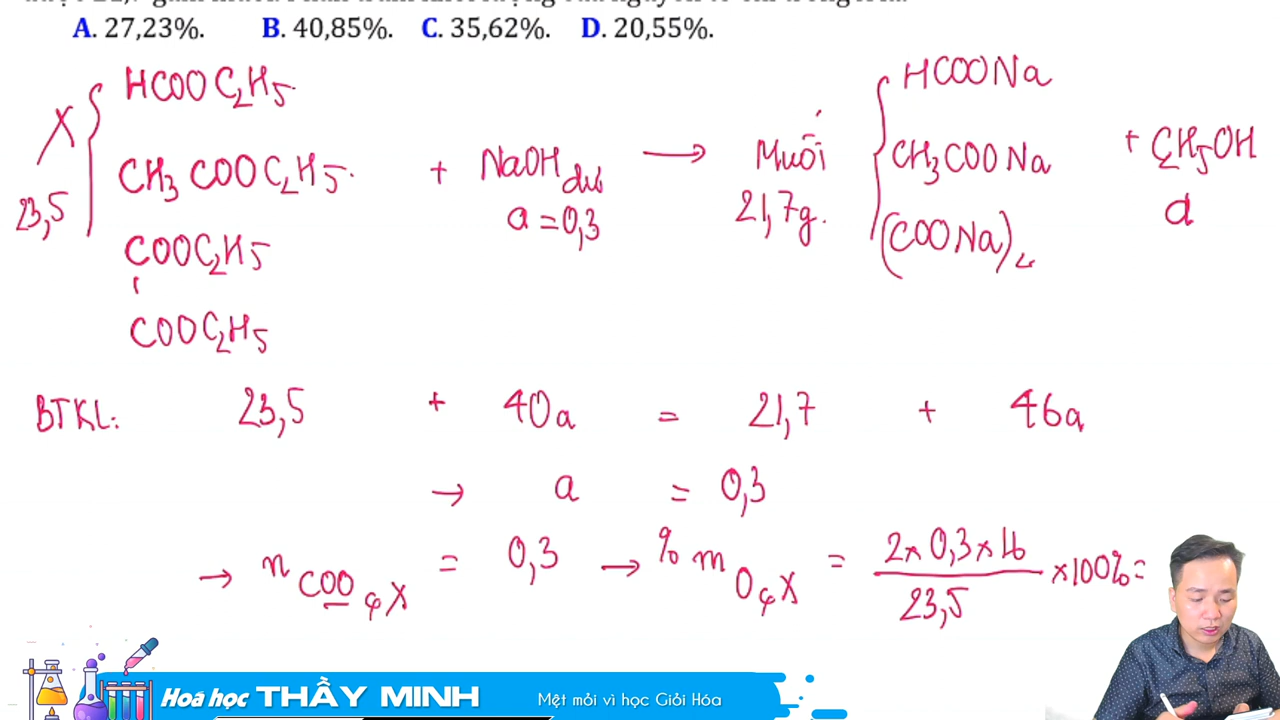 A. 27,23%. B. 40,85%. C. 35,62%. D. 20,55%.
X 23,5
HCOOC2H5
CH3COOC2H5
COOC2H5
COOC2H5
+ NaOH dư
a = 0,3
→ Muối
21,7g.
HCOONa
CH3COONa
(COONa)2
+ C2H5OH
a
BTKL: 23,5 + 40a = 21,7 + 46a
→ a = 0,3
→ n COO/X = 0,3 → % m O/X = 2 × 0,3 × 16 / 23,5 × 100% =
Hoá học THẦY MINH Mệt mỏi vì học Giỏi Hóa